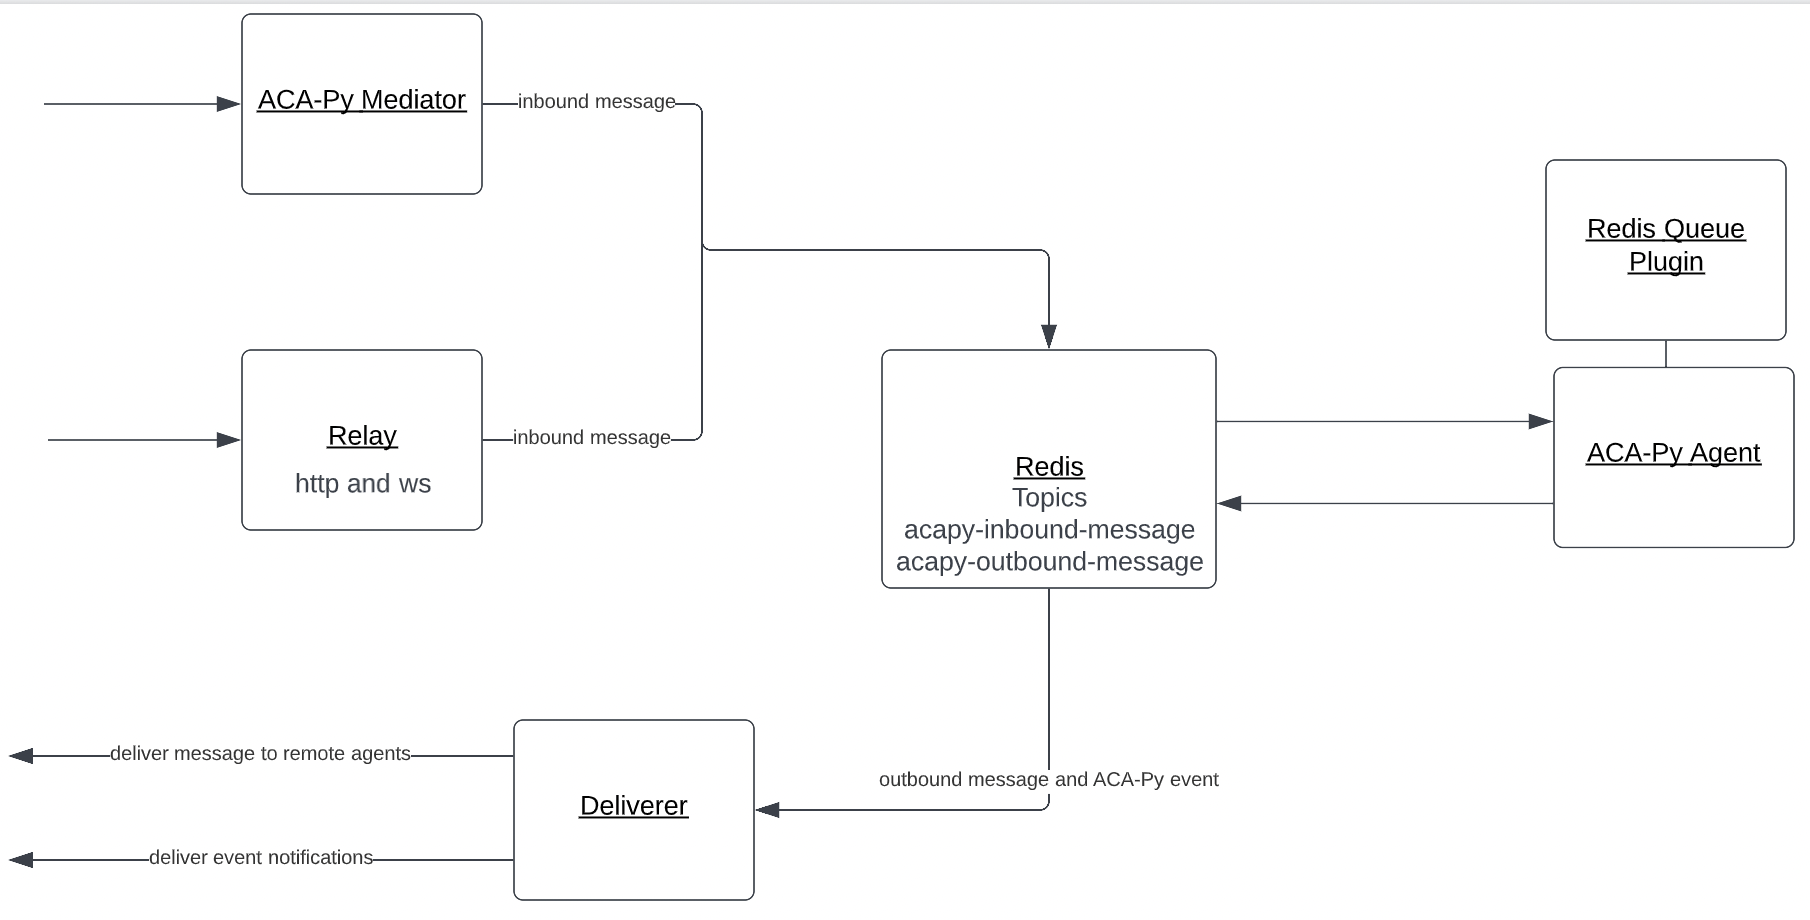 ACA-Py Mediator
inbound message
Redis Queue
Plugin
Relay
http and ws
inbound message
Redis
Topics
acapy-inbound-message
acapy-outbound-message
ACA-Py Agent
deliver message to remote agents
outbound message and ACA-Py event
Deliverer
deliver event notifications